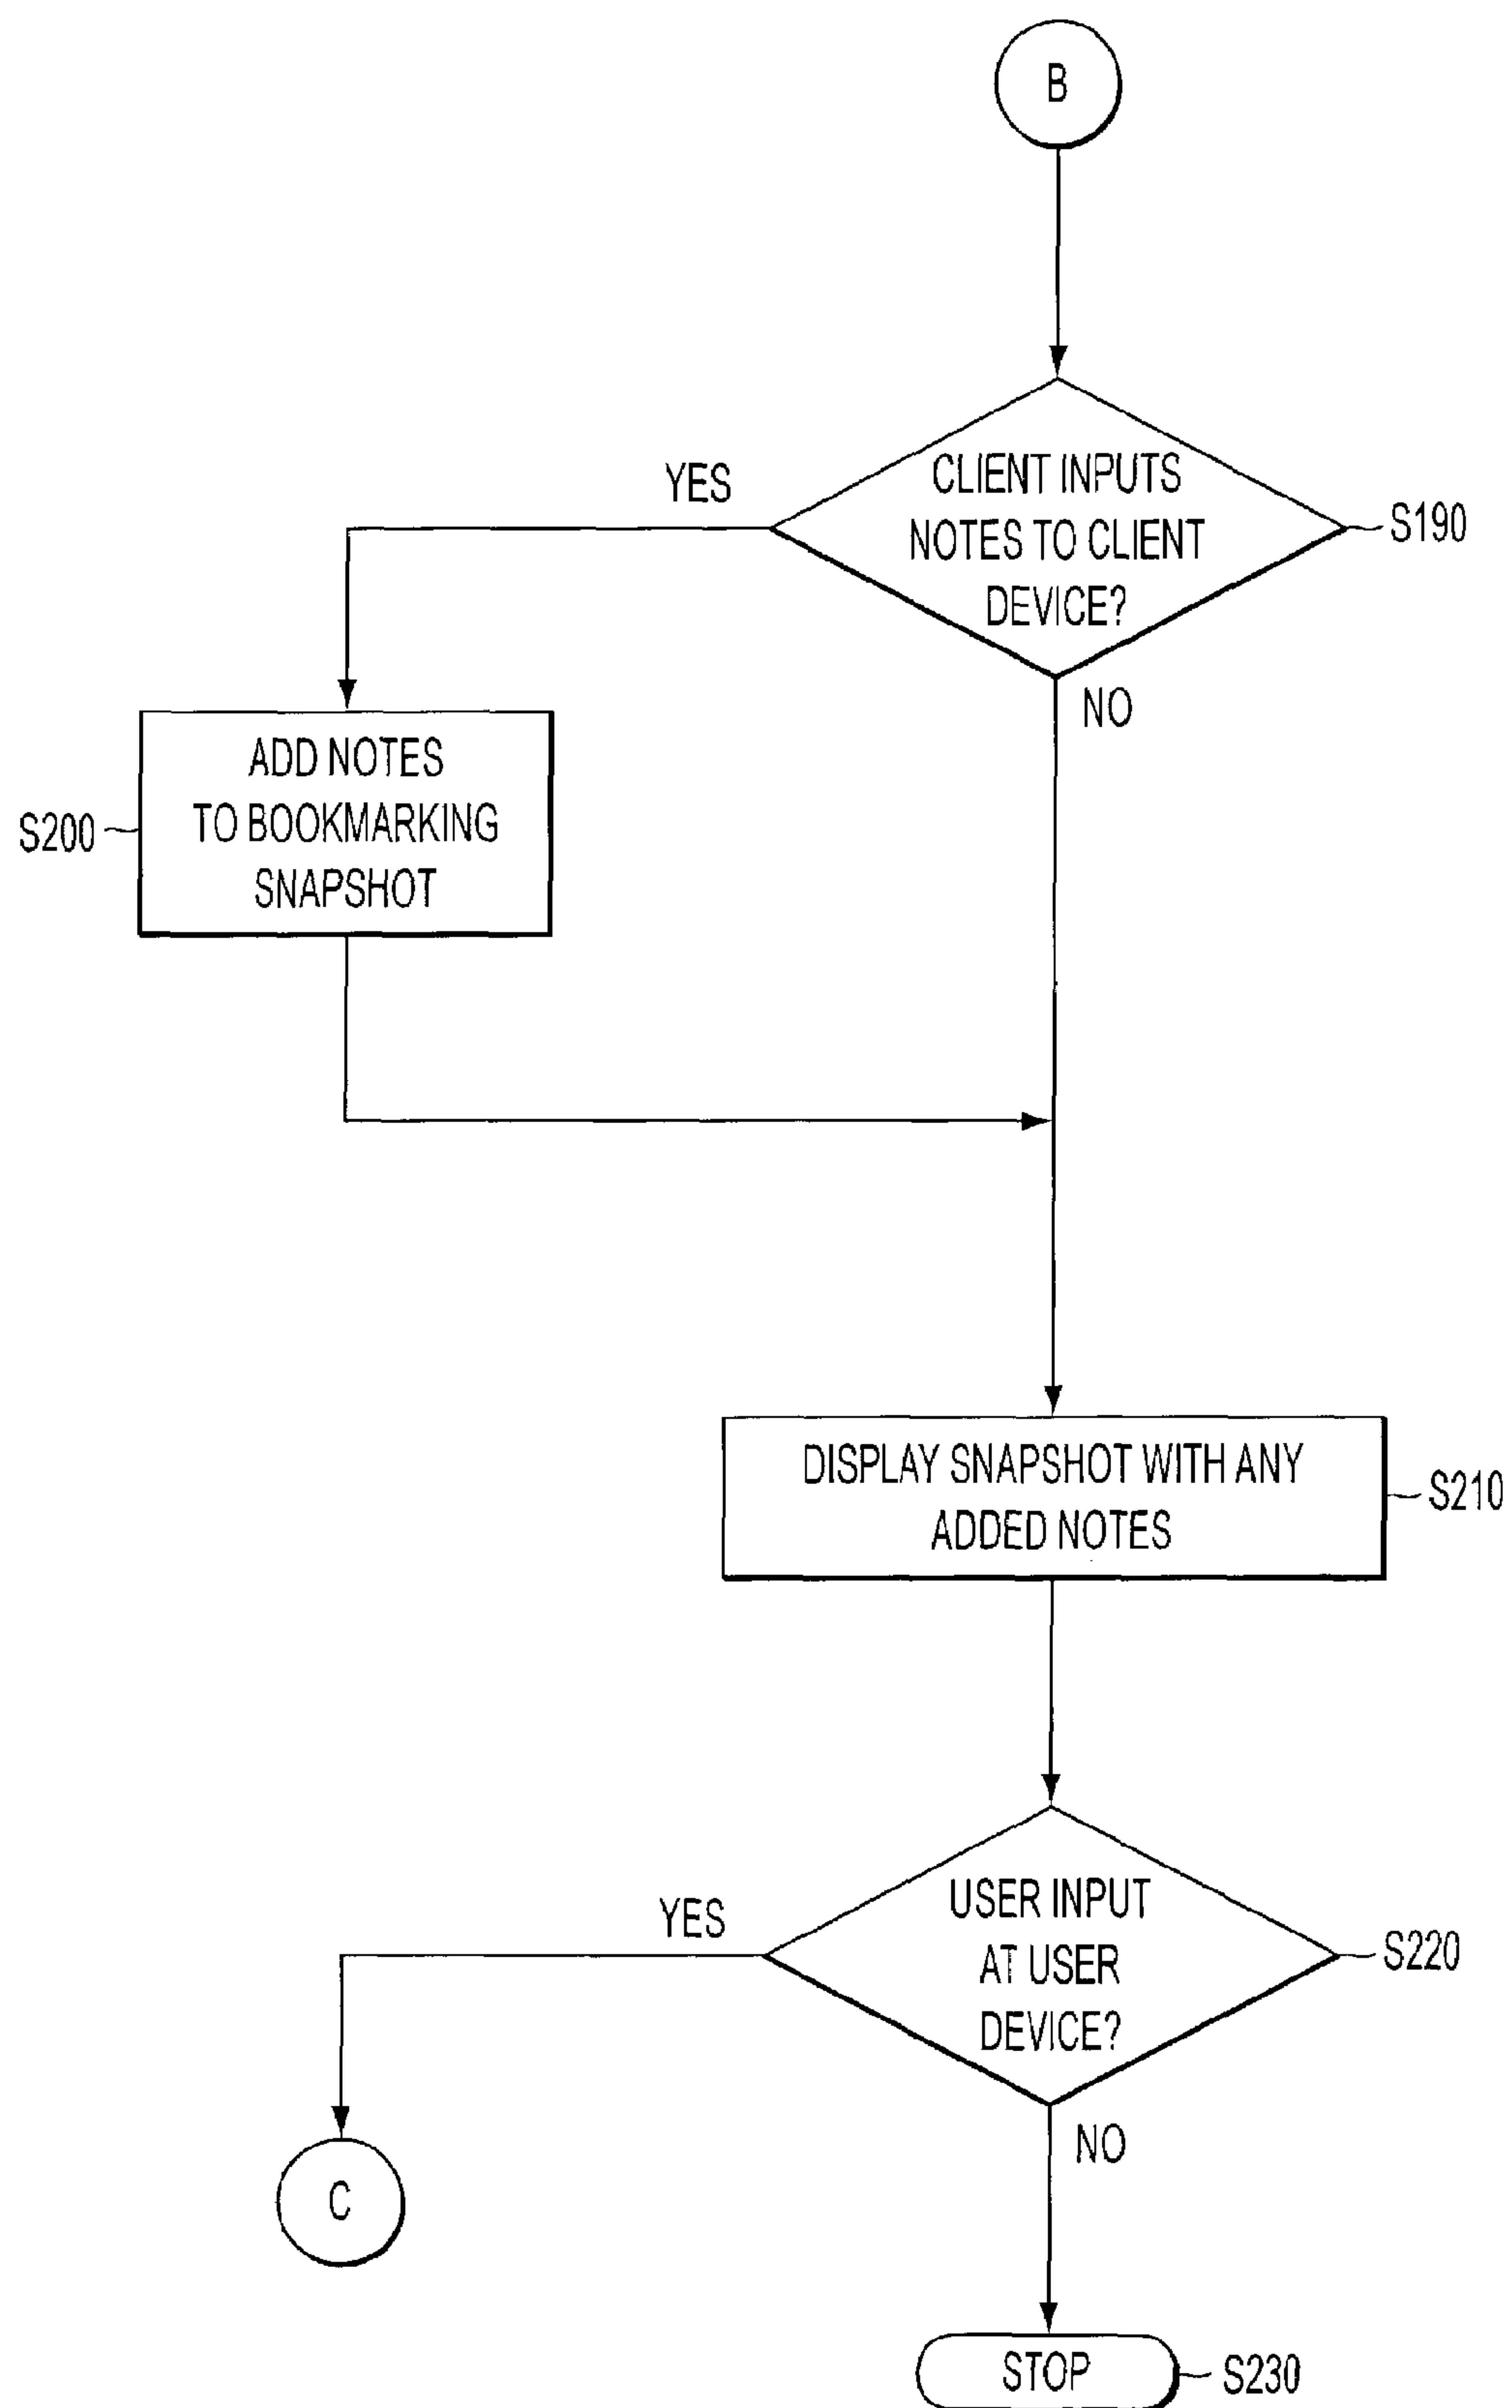 B
CLIENT INPUTS
NOTES TO CLIENT
DEVICE?
S190
YES
NO
ADD NOTES
TO BOOKMARKING
SNAPSHOT
S200
DISPLAY SNAPSHOT WITH ANY
ADDED NOTES
S210
USER INPUT
AT USER
DEVICE?
S220
YES
NO
C
STOP
S230